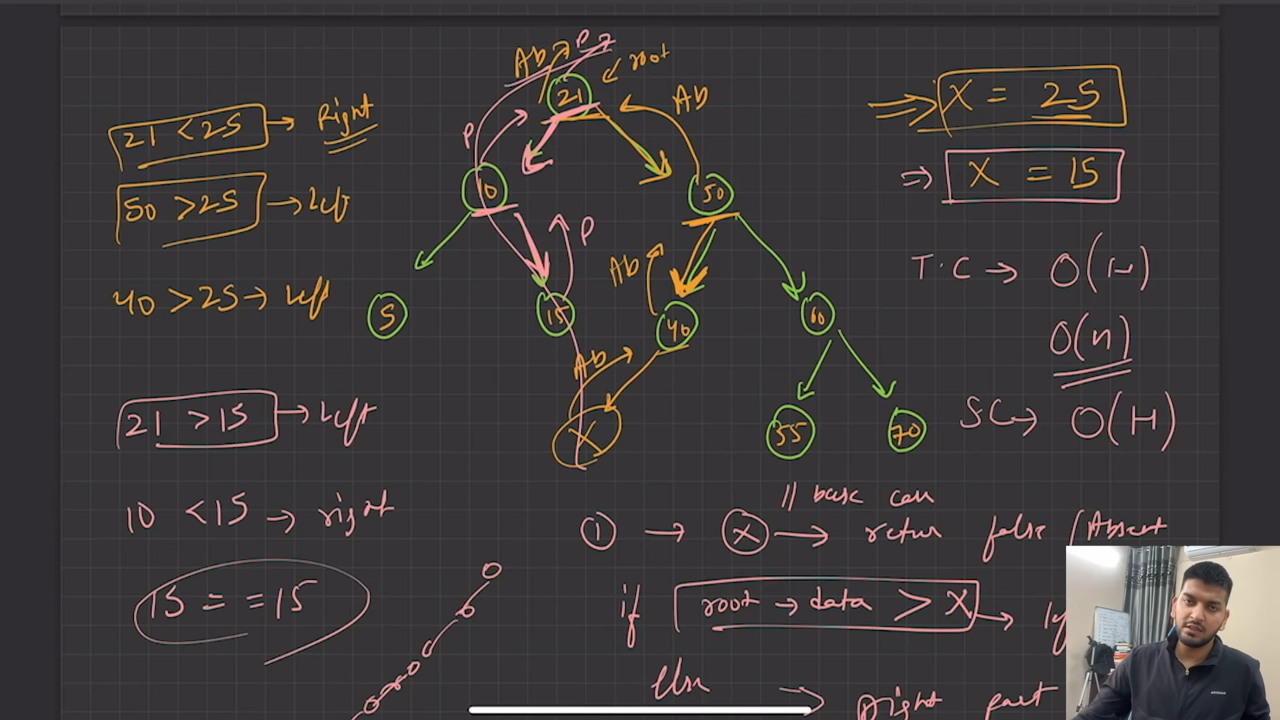 21 < 25 → Right
50 > 25 → left
40 > 25 → left
21 > 15 → left
10 < 15 → right
15 = = 15
Ab P
root
21
P
Ab
10
50
P
Ab
5
15
40
60
Ab
X
55
70
⇒ X = 25
⇒ X = 15
T.C → O(H)
O(n)
SC → O(H)
// base case
① → X → return false (Absent
if root → data > X →
Else → Right part